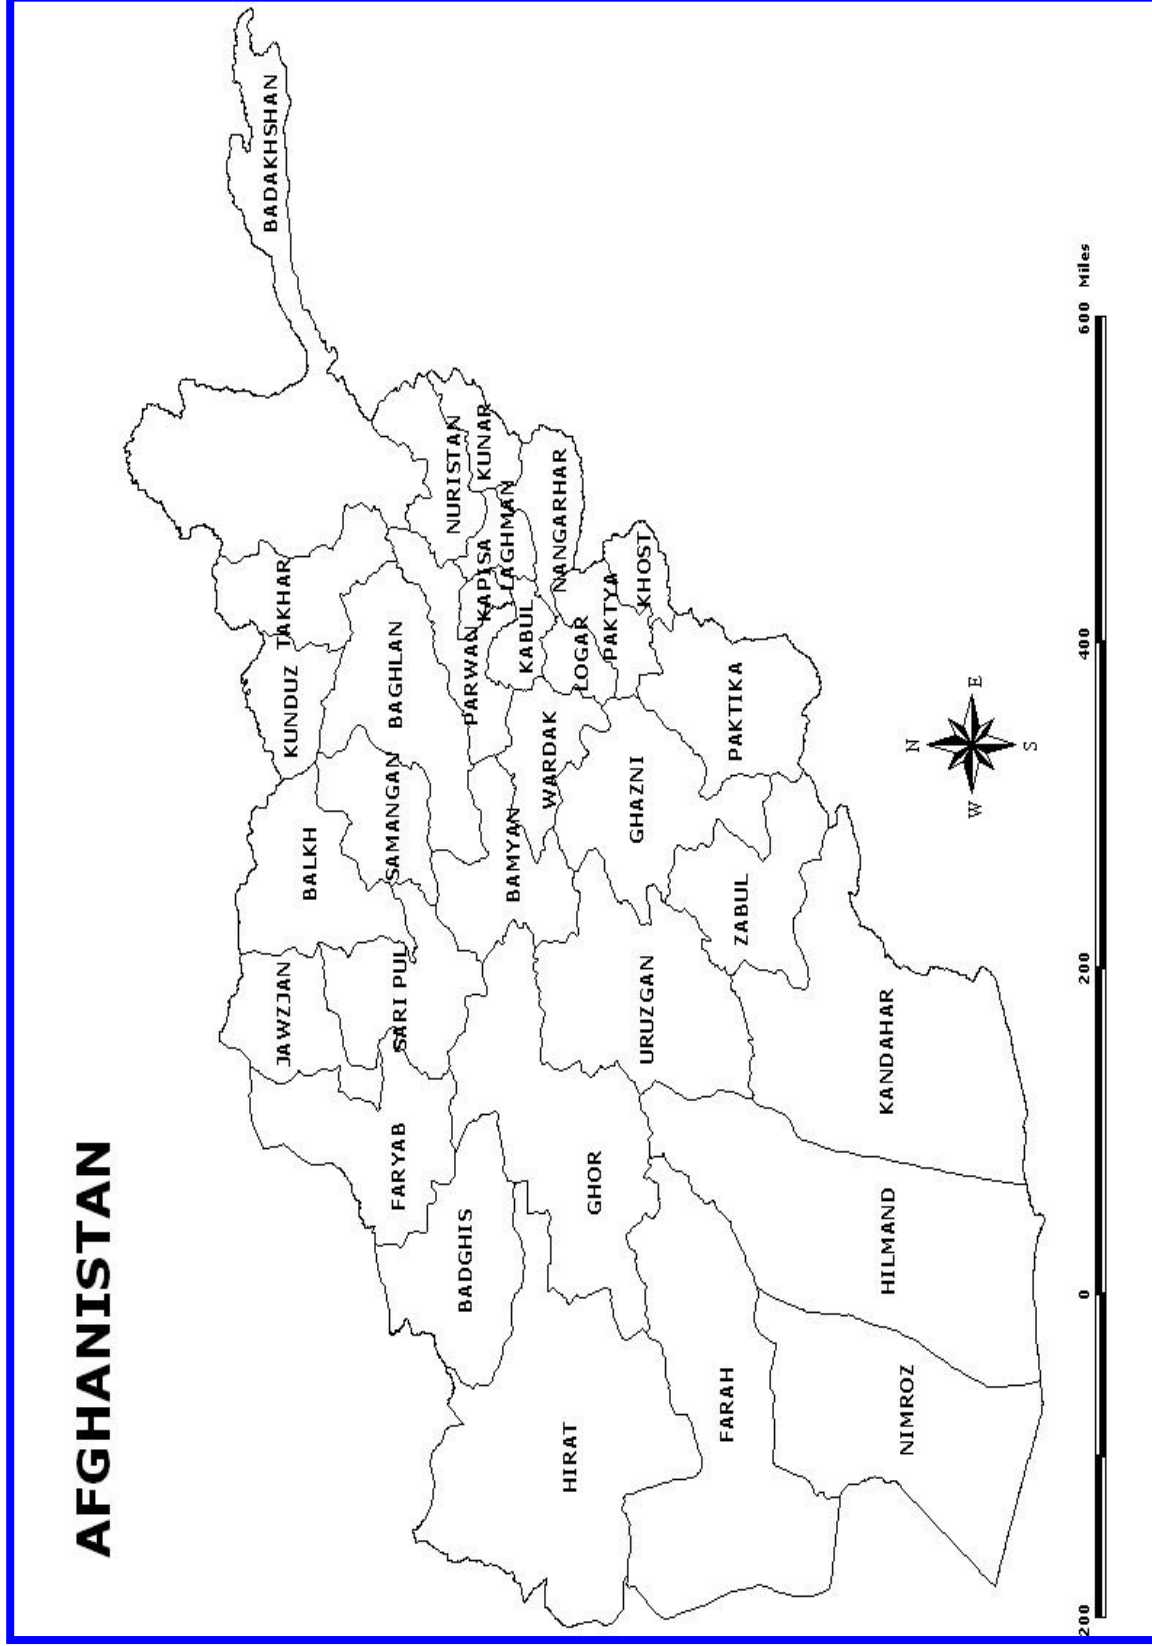 AFGHANISTAN
BADAKHSHAN
TAKHAR
KUNDUZ
BALKH
JAWZJAN
NURISTAN
KUNAR
BAGHLAN
SAMANGAN
SARI PUL
FARYAB
KAPISA
LAGHMAN
PARWAN
NANGARHAR
KABUL
BAMYAN
WARDAK
LOGAR
PAKTYA
KHOST
BADGHIS
GHAZNI
URUZGAN
GHOR
HIRAT
PAKTIKA
ZABUL
FARAH
KANDAHAR
HILMAND
NIMROZ
N
W
E
S
200
0
200
400
600 Miles